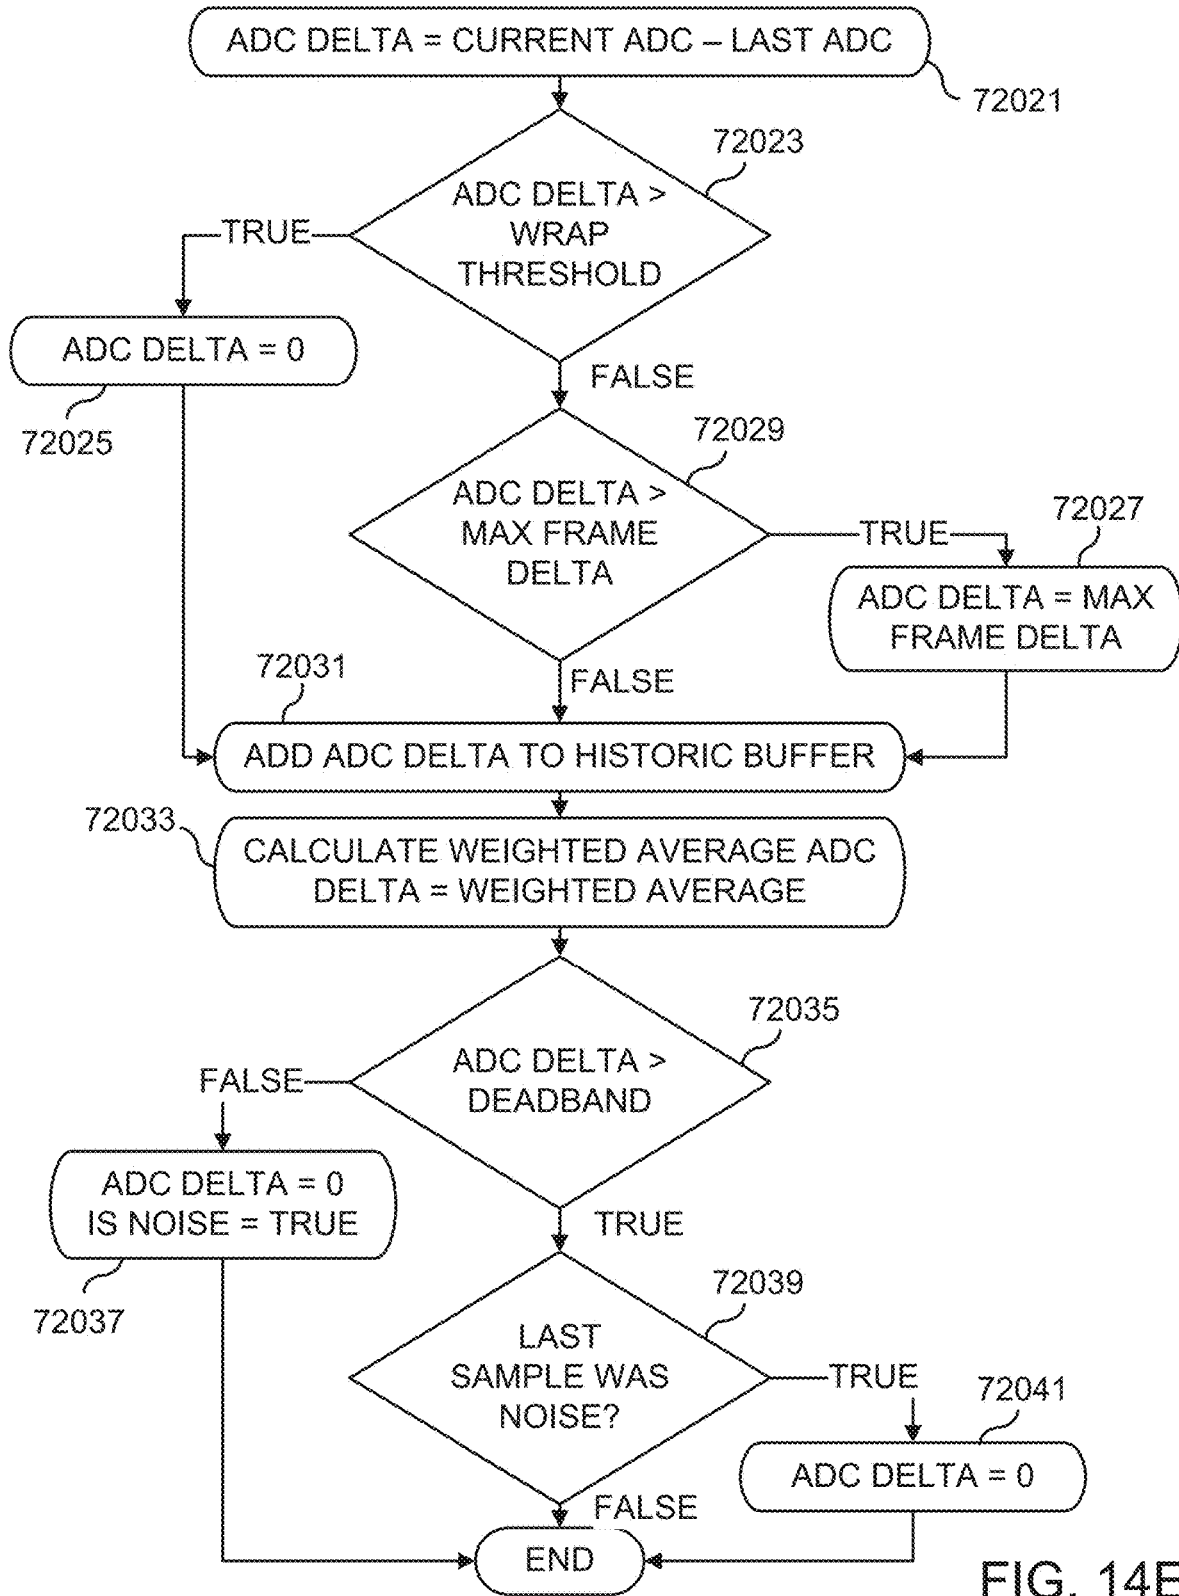 ADC DELTA = CURRENT ADC – LAST ADC
72021
72023
ADC DELTA >
WRAP
THRESHOLD
TRUE
ADC DELTA = 0
72025
FALSE
72029
ADC DELTA >
MAX FRAME
DELTA
TRUE
72027
ADC DELTA = MAX
FRAME DELTA
FALSE
72031
ADD ADC DELTA TO HISTORIC BUFFER
72033
CALCULATE WEIGHTED AVERAGE ADC
DELTA = WEIGHTED AVERAGE
72035
ADC DELTA >
DEADBAND
FALSE
ADC DELTA = 0
IS NOISE = TRUE
72037
TRUE
72039
LAST
SAMPLE WAS
NOISE?
TRUE
72041
ADC DELTA = 0
FALSE
END
FIG. 14E